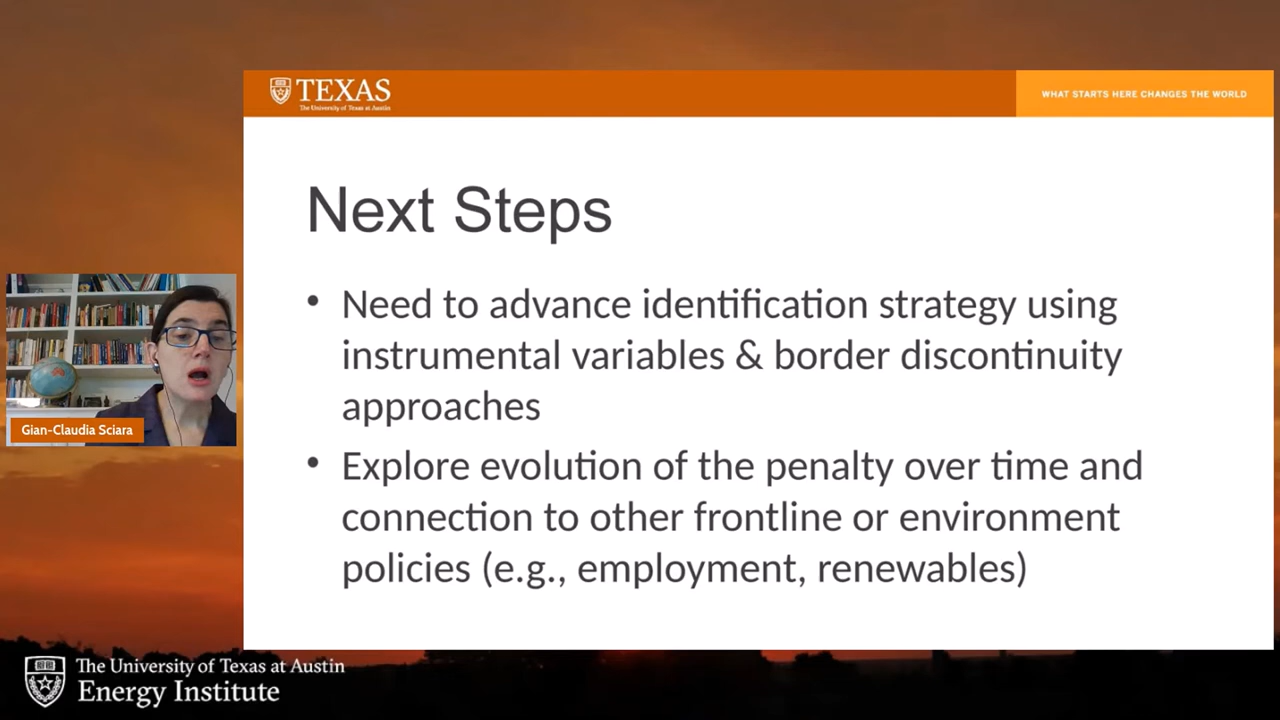 TEXAS
The University of Texas at Austin
WHAT STARTS HERE CHANGES THE WORLD
Next Steps
• Need to advance identification strategy using
instrumental variables & border discontinuity
approaches
• Explore evolution of the penalty over time and
connection to other frontline or environment
policies (e.g., employment, renewables)
Gian-Claudia Sciara
The University of Texas at Austin
Energy Institute